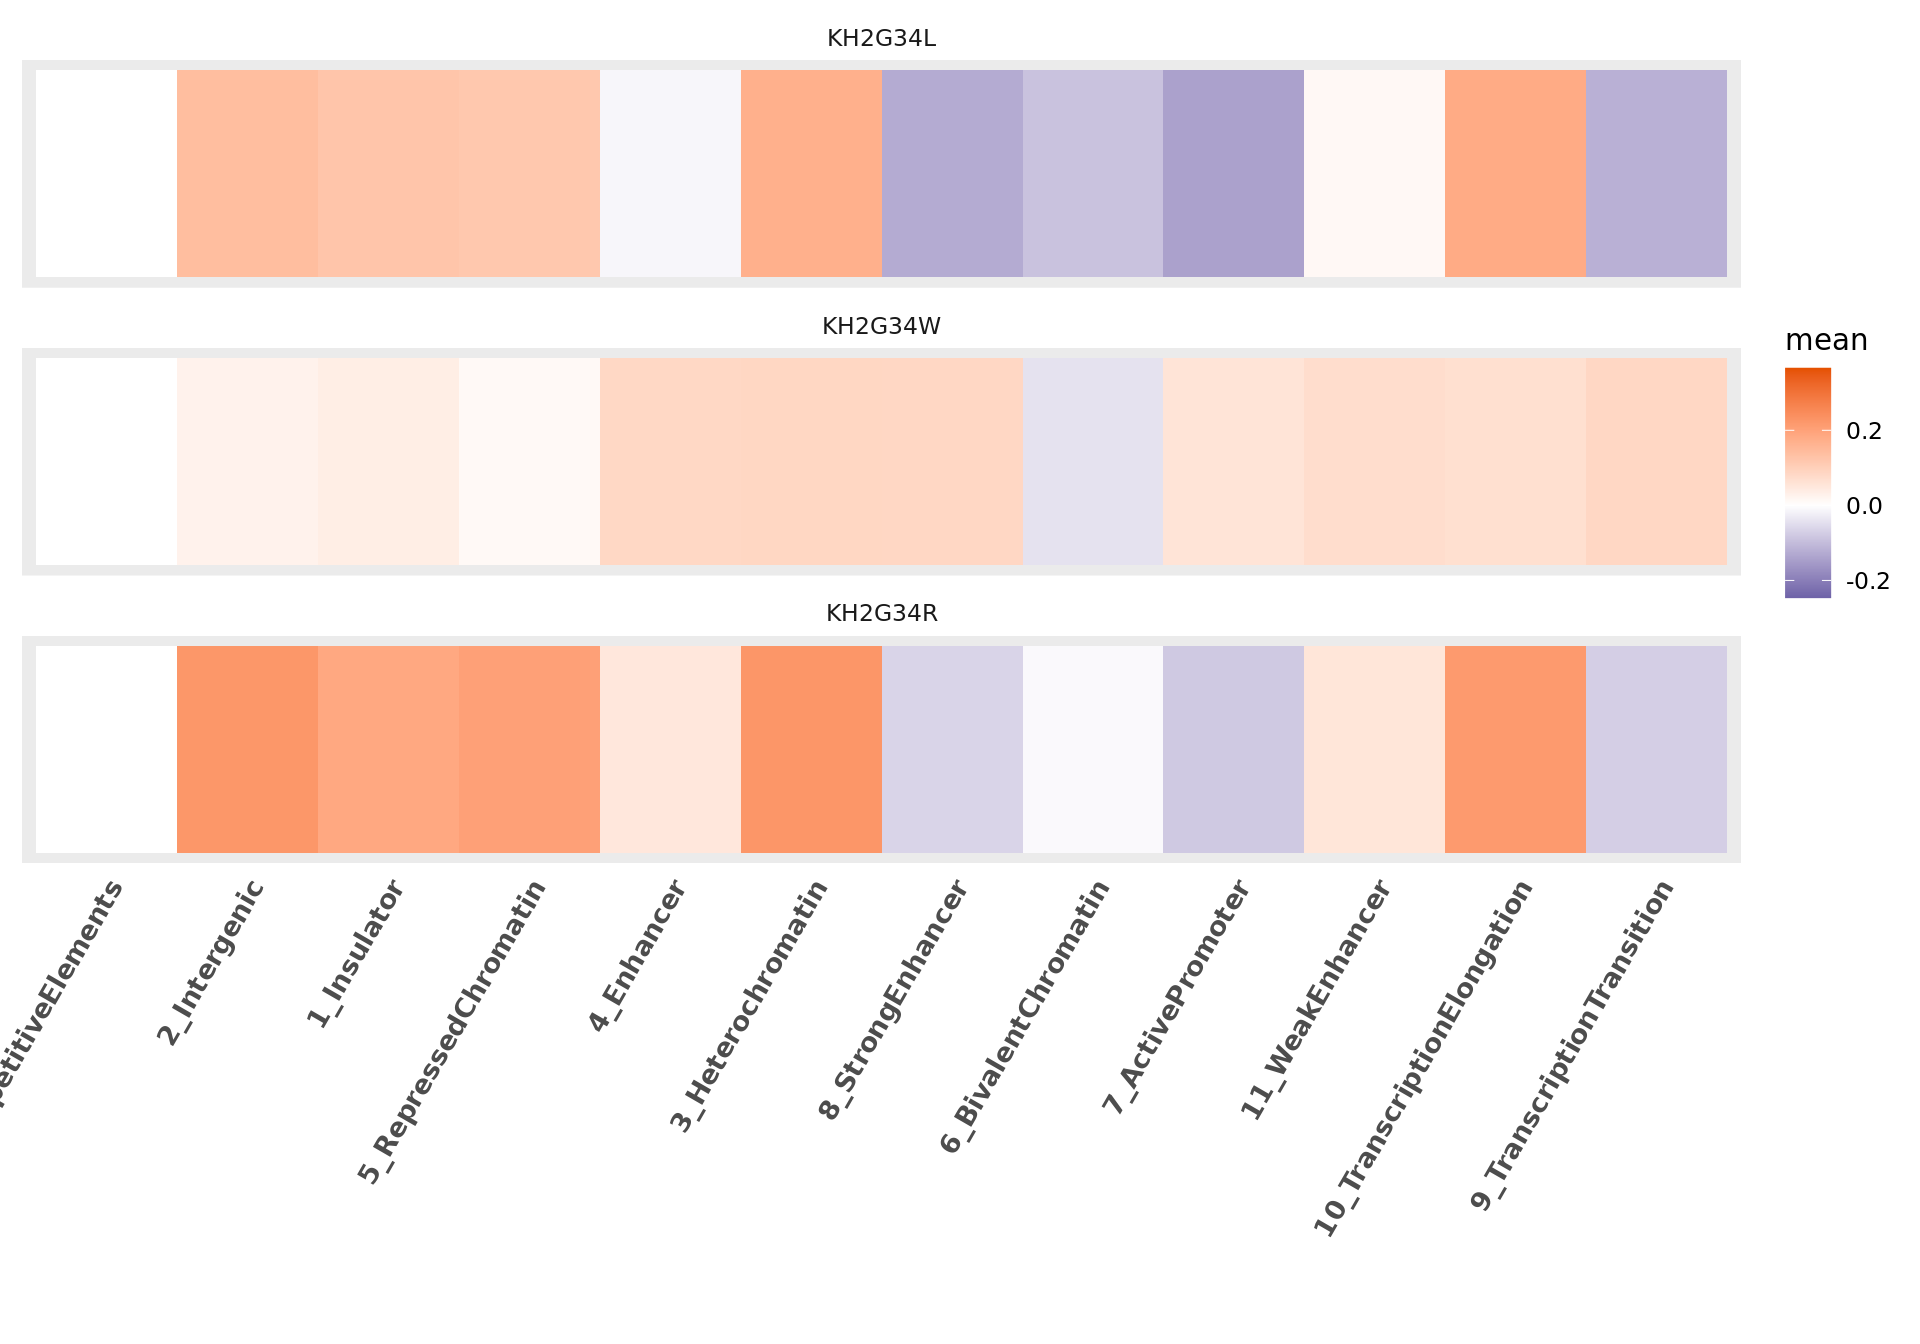 KH2G34L
KH2G34W
mean
0.2
0.0
-0.2
KH2G34R
petitiveElements
2_Intergenic
1_Insulator
5_RepressedChromatin
4_Enhancer
3_Heterochromatin
8_StrongEnhancer
6_BivalentChromatin
7_ActivePromoter
11_WeakEnhancer
10_TranscriptionElongation
9_TranscriptionTransition